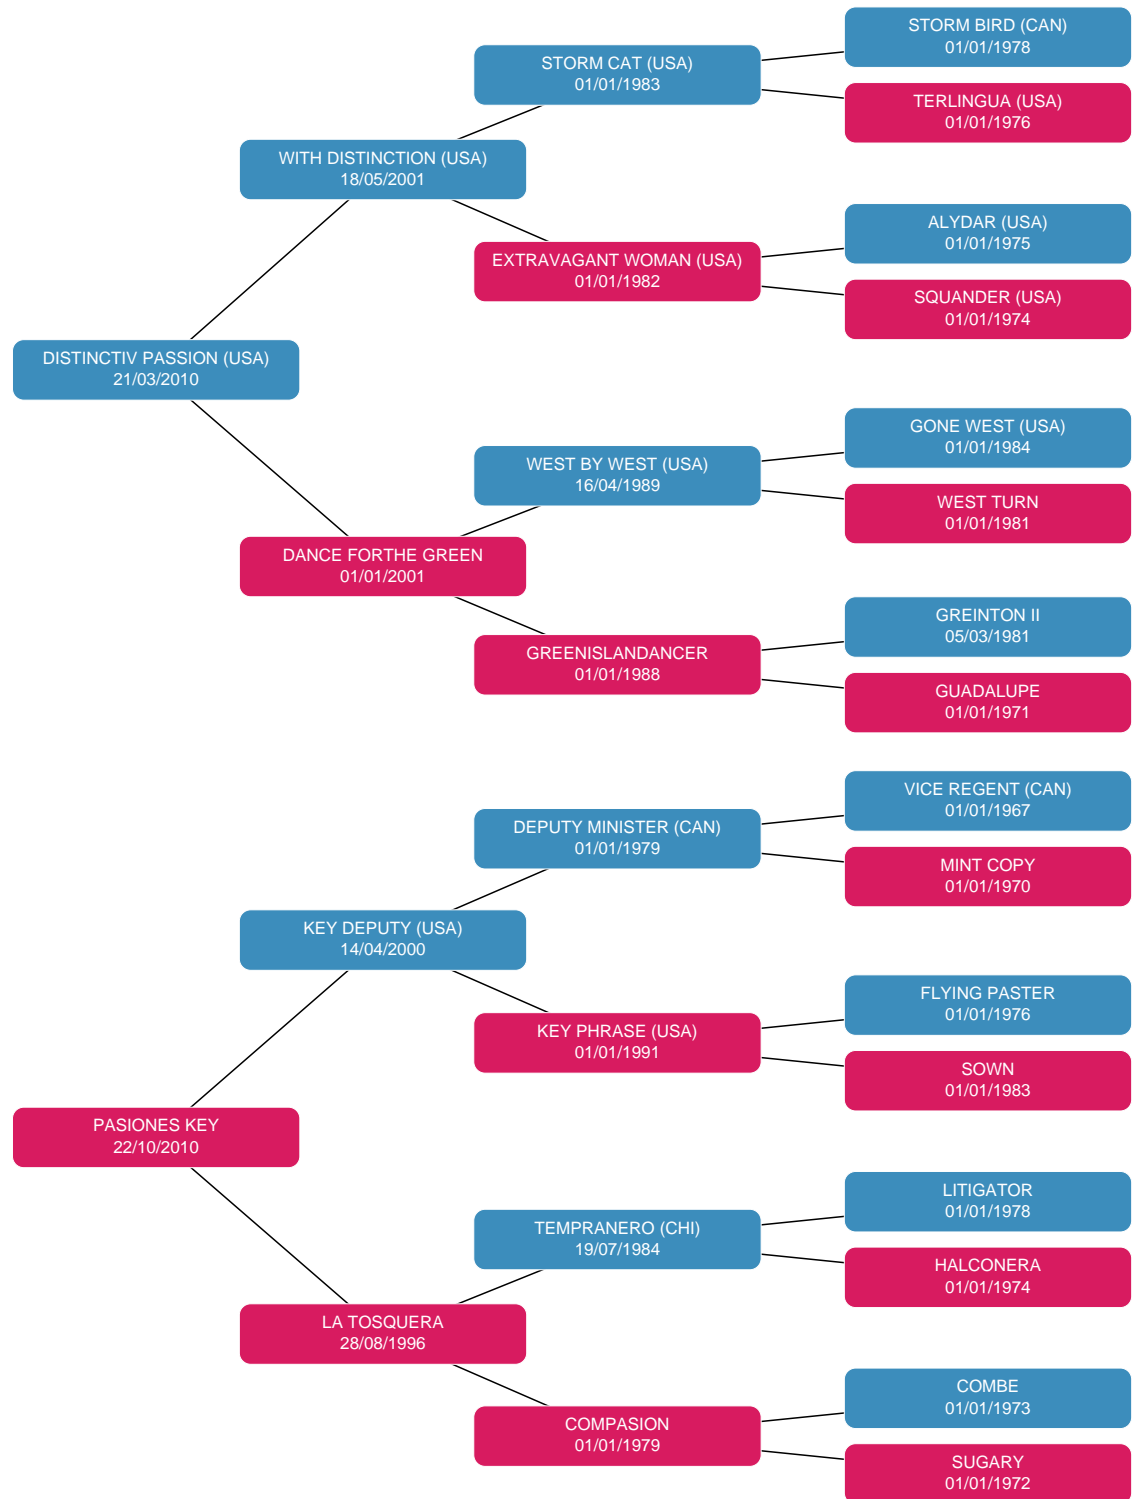 STORM BIRD (CAN)
01/01/1978
STORM CAT (USA)
01/01/1983
TERLINGUA (USA)
01/01/1976
WITH DISTINCTION (USA)
18/05/2001
ALYDAR (USA)
01/01/1975
EXTRAVAGANT WOMAN (USA)
01/01/1982
SQUANDER (USA)
01/01/1974
DISTINCTIV PASSION (USA)
21/03/2010
GONE WEST (USA)
01/01/1984
WEST BY WEST (USA)
16/04/1989
WEST TURN
01/01/1981
DANCE FORTHE GREEN
01/01/2001
GREINTON II
05/03/1981
GREENISLANDANCER
01/01/1988
GUADALUPE
01/01/1971
VICE REGENT (CAN)
01/01/1967
DEPUTY MINISTER (CAN)
01/01/1979
MINT COPY
01/01/1970
KEY DEPUTY (USA)
14/04/2000
FLYING PASTER
01/01/1976
KEY PHRASE (USA)
01/01/1991
SOWN
01/01/1983
PASIONES KEY
22/10/2010
LITIGATOR
01/01/1978
TEMPRANERO (CHI)
19/07/1984
HALCONERA
01/01/1974
LA TOSQUERA
28/08/1996
COMBE
01/01/1973
COMPASION
01/01/1979
SUGARY
01/01/1972